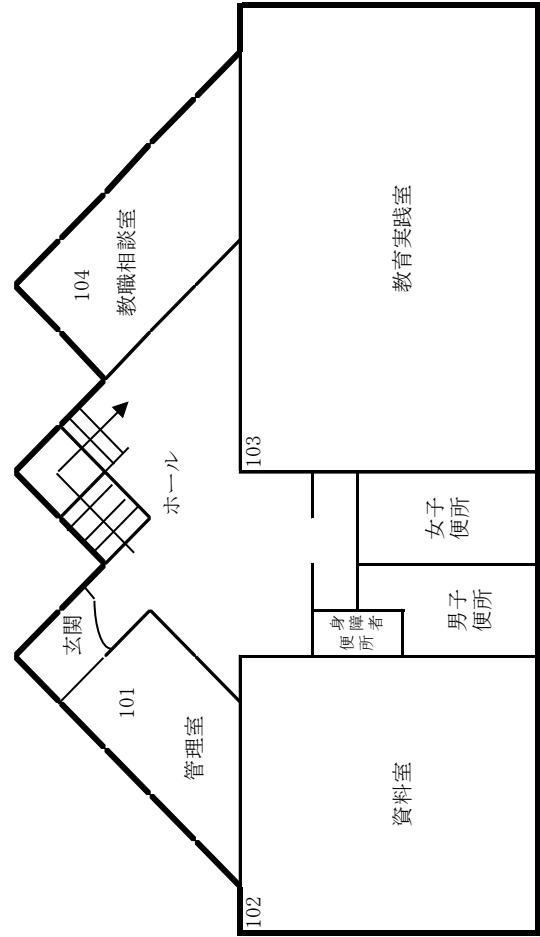 玄関
104
101
教職相談室
ホール
管理室
102
103
身障者
便所
女子
便所
男子
便所
資料室
教育実践室